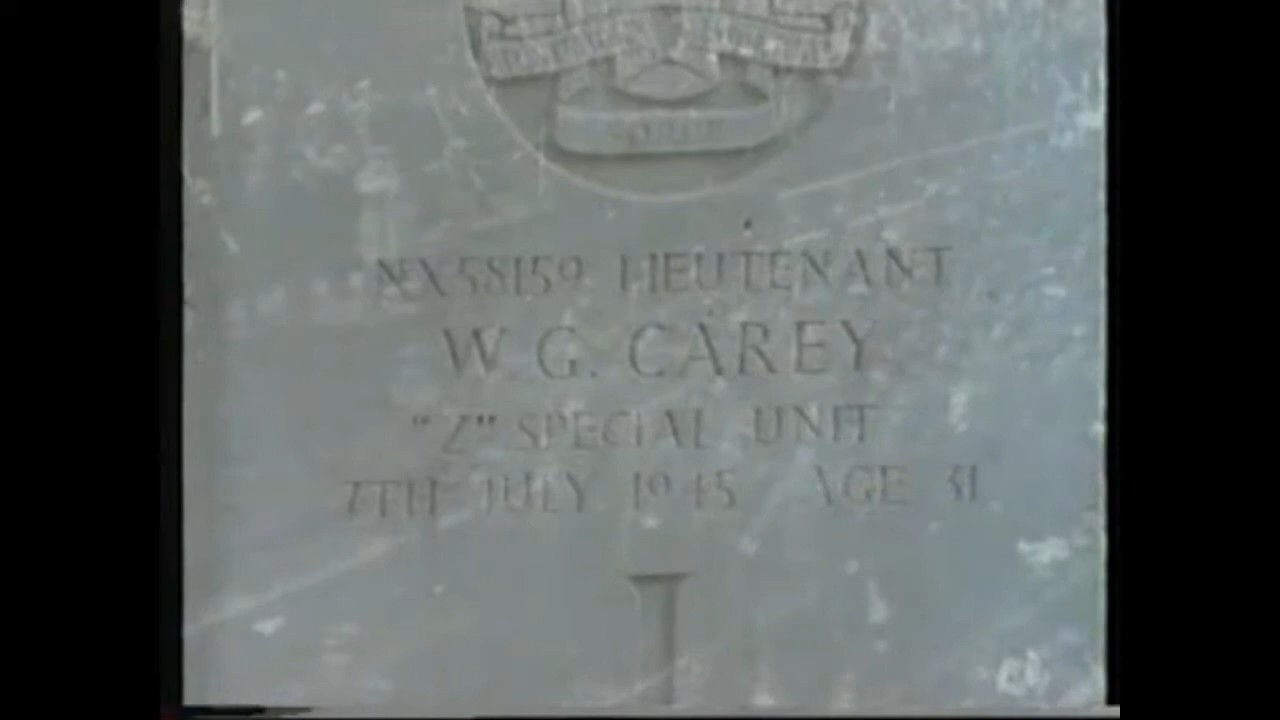 NX58159 LIEUTENANT
W. G. CAREY
"Z" SPECIAL UNIT
7TH JULY 1945 AGE 31